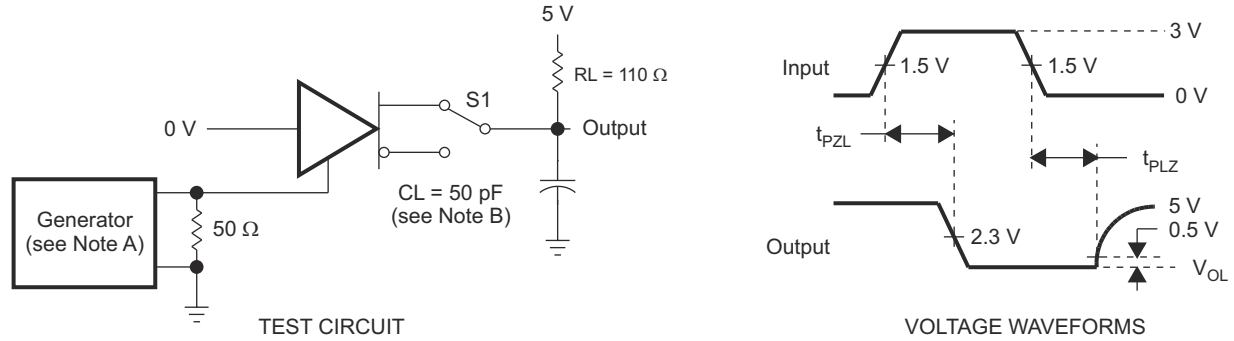 5 V
RL = 110 Ω
S1
0 V
Output
CL = 50 pF
(see Note B)
Generator
(see Note A)
50 Ω
TEST CIRCUIT
3 V
Input
1.5 V
1.5 V
0 V
tPZL
tPLZ
5 V
0.5 V
Output
2.3 V
VOL
VOLTAGE WAVEFORMS